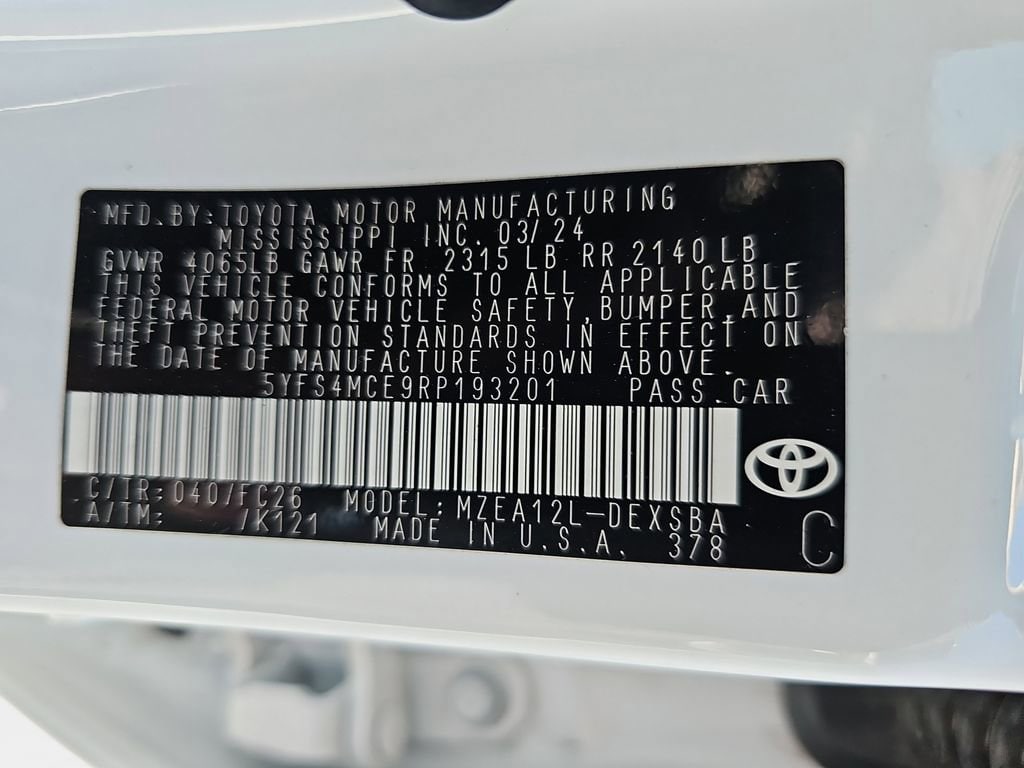 MFD. BY: TOYOTA MOTOR MANUFACTURING
MISSISSIPPI INC. 03/24
GVWR 4065LB GAWR FR 2315 LB RR 2140 LB
THIS VEHICLE CONFORMS TO ALL APPLICABLE
FEDERAL MOTOR VEHICLE SAFETY, BUMPER, AND
THEFT PREVENTION STANDARDS IN EFFECT ON
THE DATE OF MANUFACTURE SHOWN ABOVE.
5YFS4MCE9RP193201 PASS. CAR
C/TR: 040/FC26 MODEL: MZEA12L-DEXSBA
A/TM: /K121 MADE IN U.S.A. 378 C